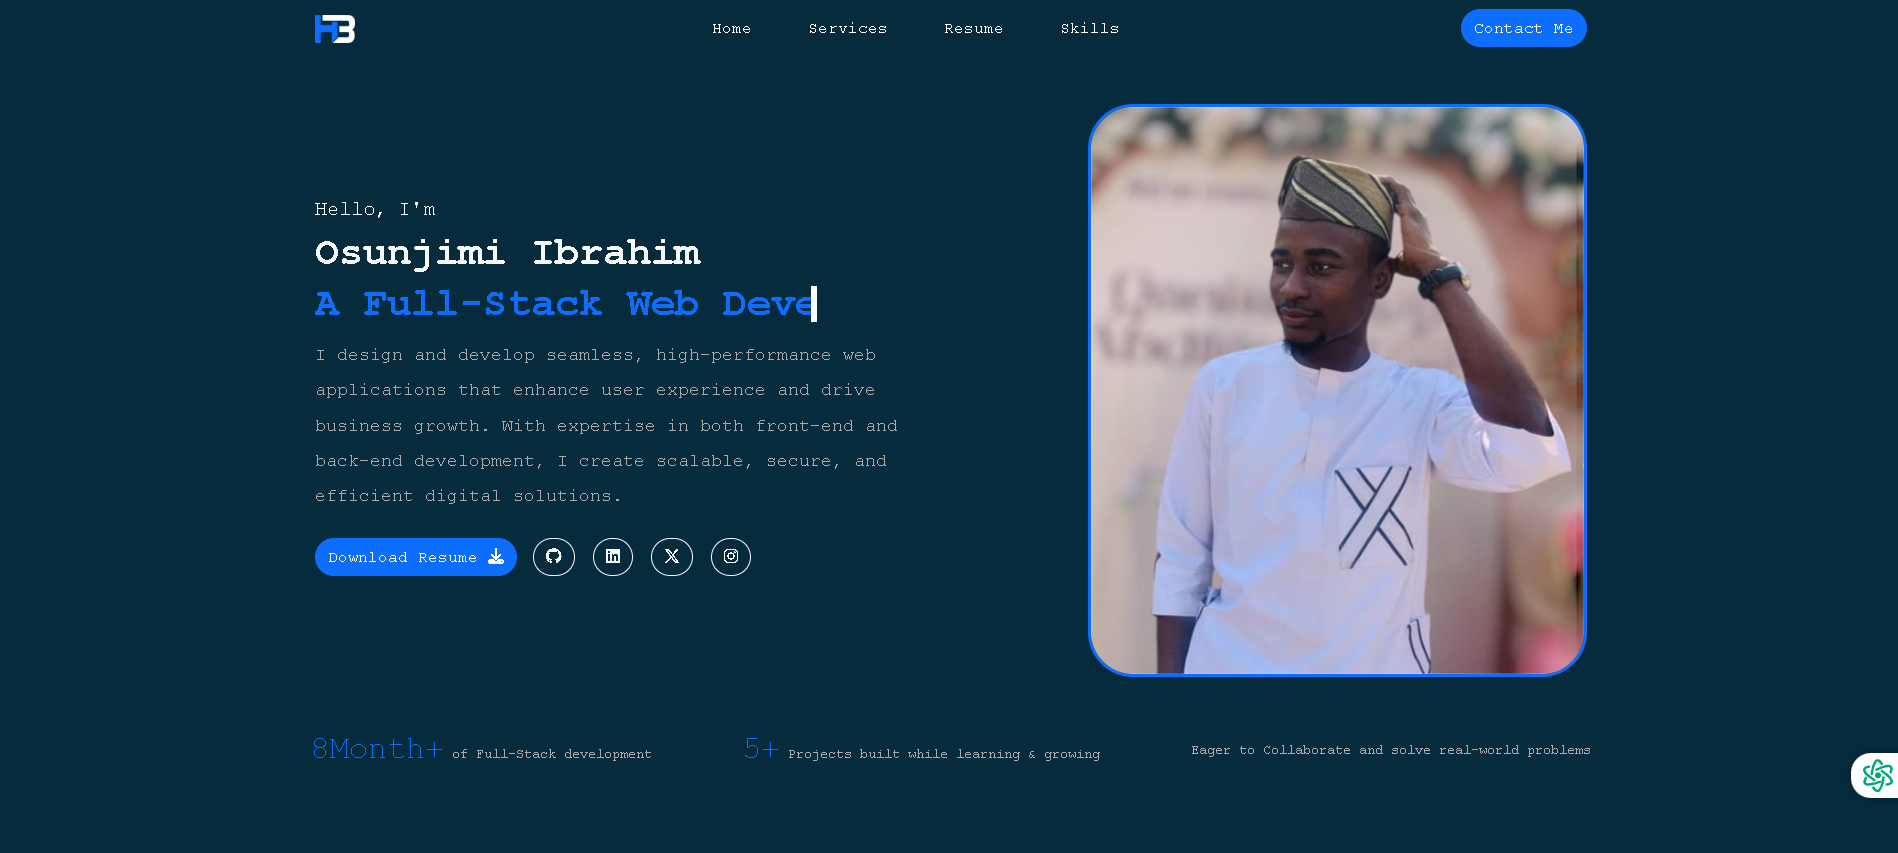 Home Services Resume Skills Contact Me
Hello, I'm
Osunjimi Ibrahim
A Full-Stack Web Deve
I design and develop seamless, high-performance web
applications that enhance user experience and drive
business growth. With expertise in both front-end and
back-end development, I create scalable, secure, and
efficient digital solutions.
Download Resume
8Month+ of Full-Stack development
5+ Projects built while learning & growing
Eager to Collaborate and solve real-world problems